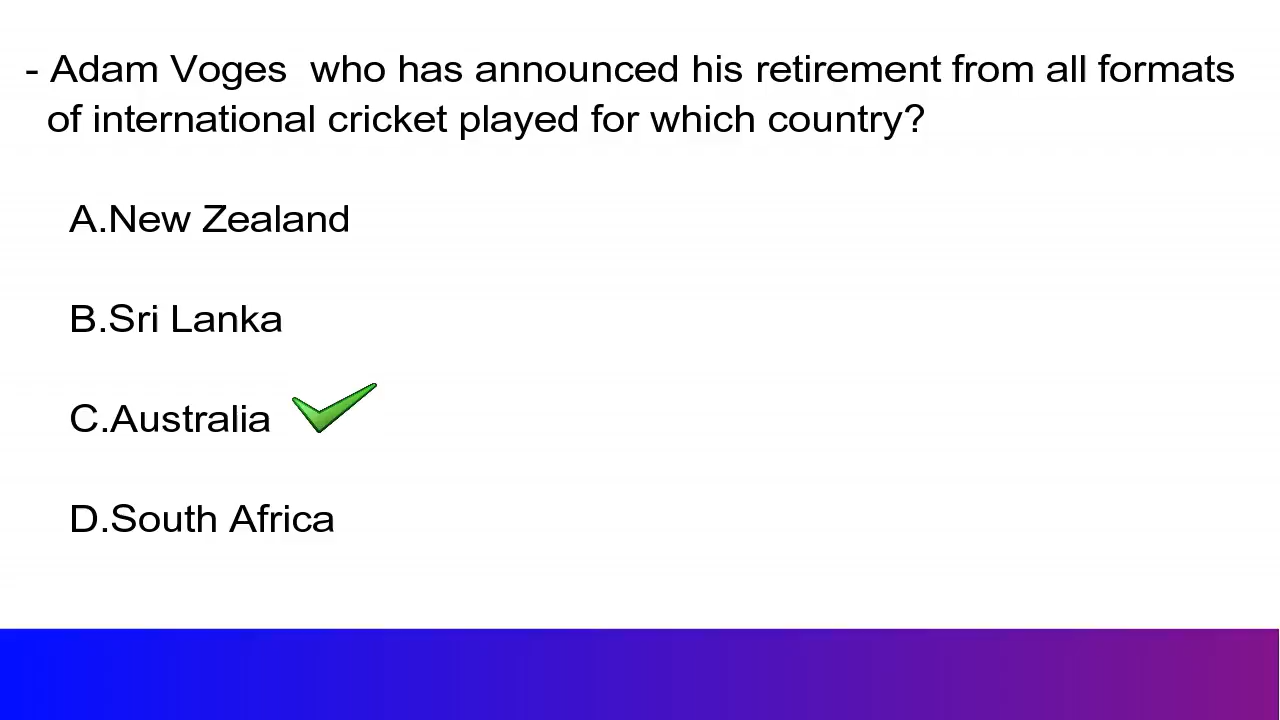 - Adam Voges  who has announced his retirement from all formats
of international cricket played for which country?
A.New Zealand
B.Sri Lanka
C.Australia
D.South Africa